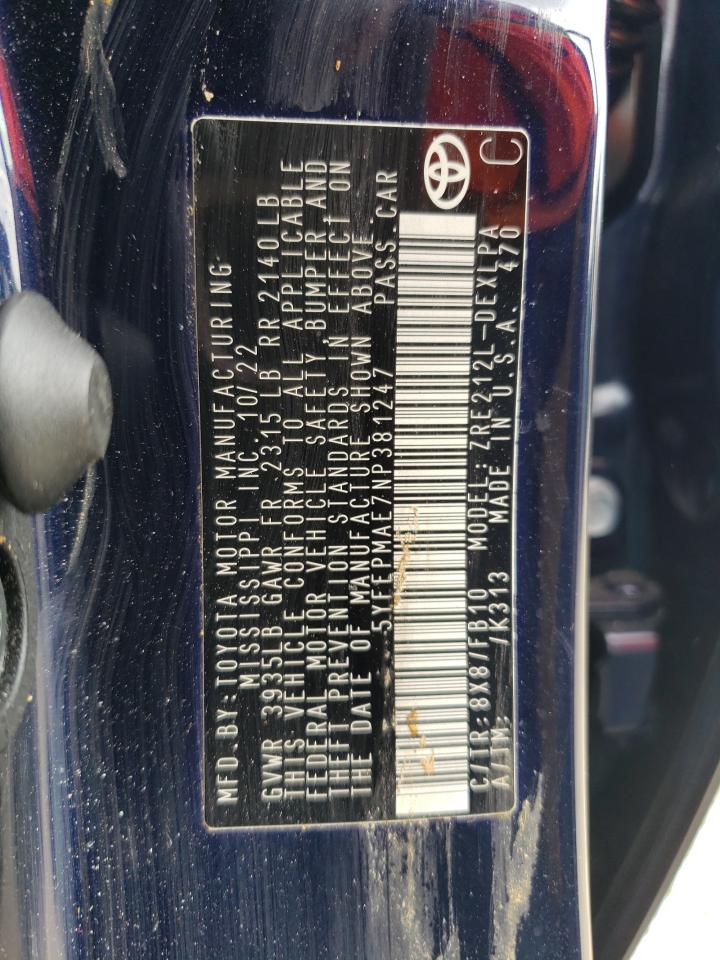 MFD.BY:TOYOTA MOTOR MANUFACTURING
MISSISSIPPI INC. 10/22
GVWR 3935LB GAWR FR 2315 LB RR 2140LB
THIS VEHICLE CONFORMS TO ALL APPLICABLE
FEDERAL MOTOR VEHICLE SAFETY,BUMPER AND
THEFT PREVENTION STANDARDS IN EFFECT ON
THE DATE OF MANUFACTURE SHOWN ABOVE.
5YFEPMAE7NP381247 PASS.CAR
C/TR:8X8/FB10 MODEL:ZRE212L-DEXLPA
A/TM: /K313 MADE IN U.S.A. 470
C